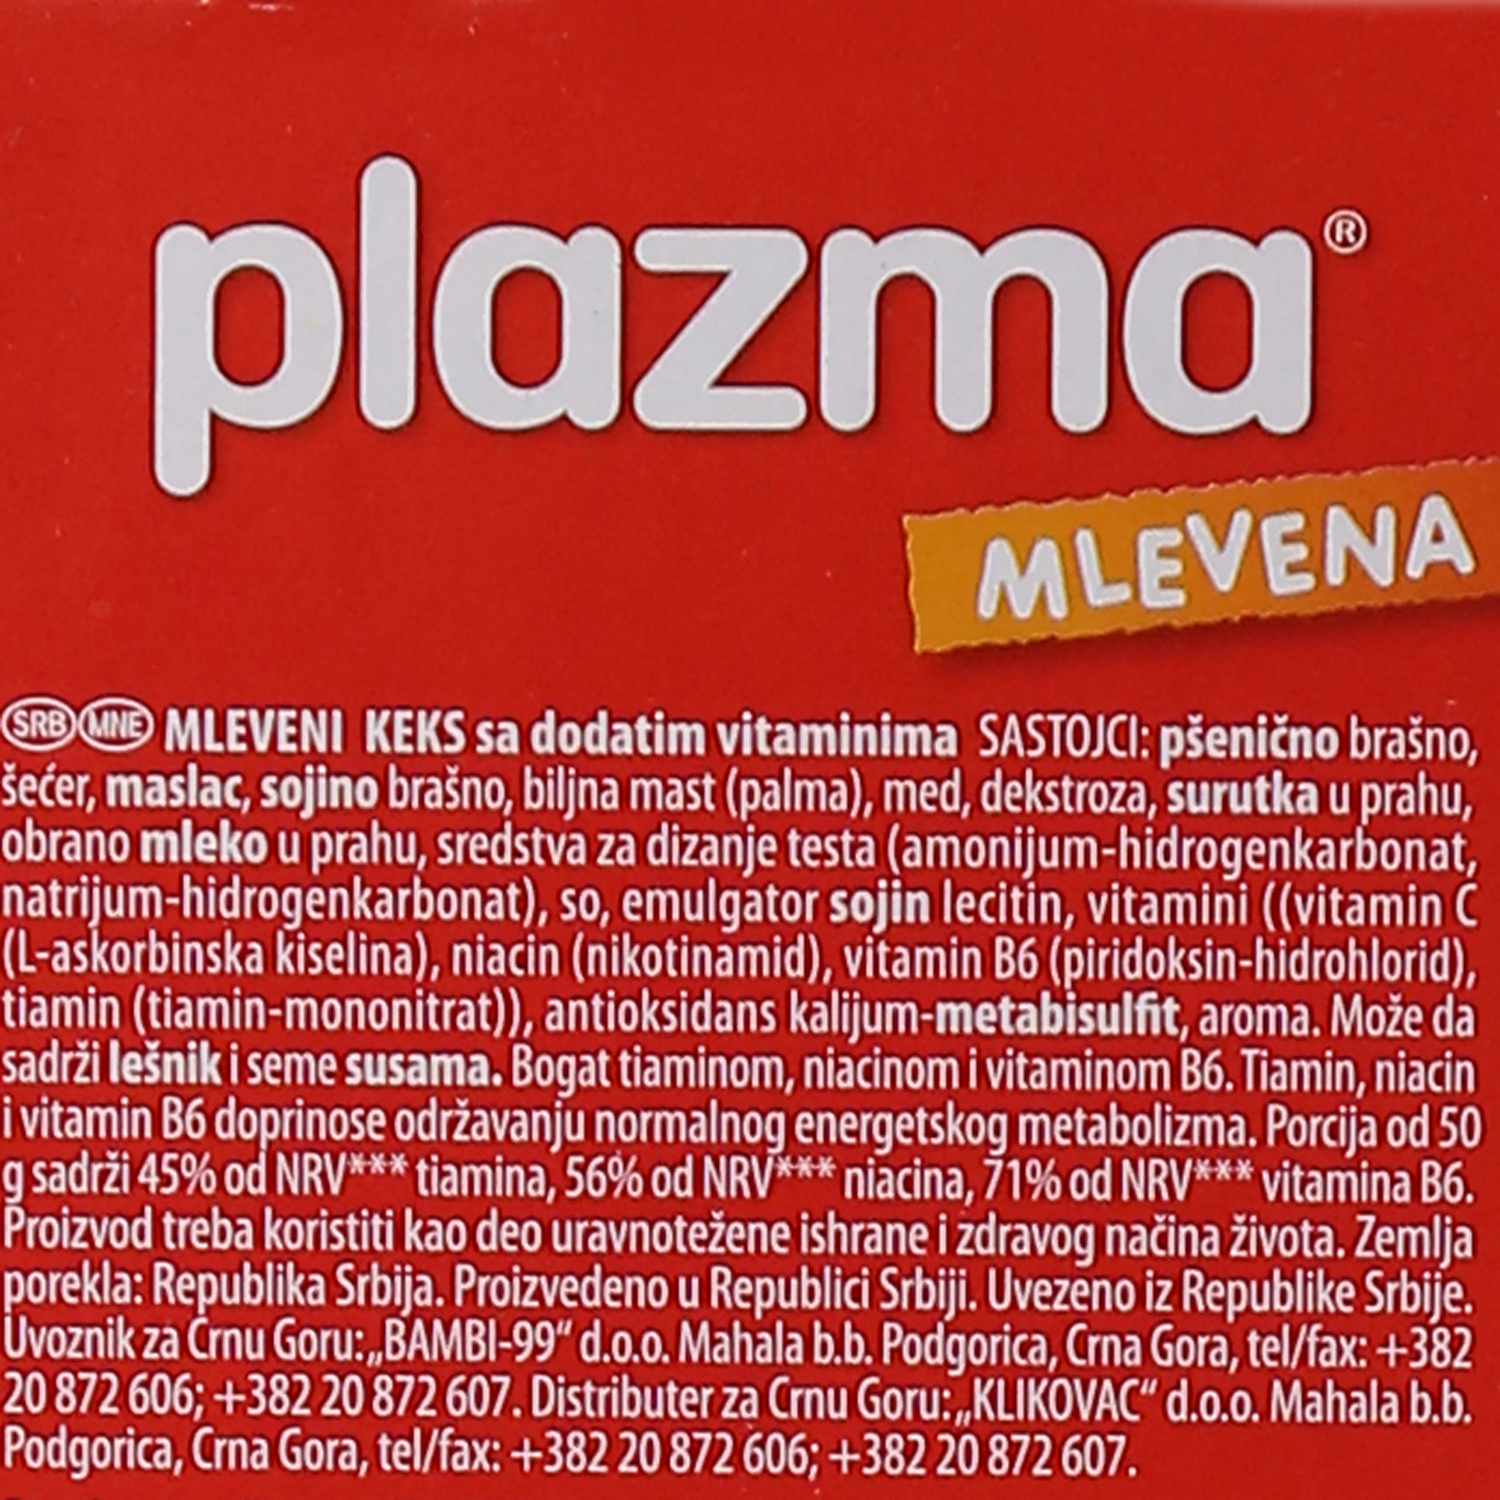 plazma®
MLEVENA
SRB MNE MLEVENI KEKS sa dodatim vitaminima SASTOJCI: pšenično brašno,
šećer, maslac, sojino brašno, biljna mast (palma), med, dekstroza, surutka u prahu,
obrano mleko u prahu, sredstva za dizanje testa (amonijum-hidrogenkarbonat,
natrijum-hidrogenkarbonat), so, emulgator sojin lecitin, vitamini ((vitamin C
(L-askorbinska kiselina), niacin (nikotinamid), vitamin B6 (piridoksin-hidrohlorid),
tiamin (tiamin-mononitrat)), antioksidans kalijum-metabisulfit, aroma. Može da
sadrži lešnik i seme susama. Bogat tiaminom, niacinom i vitaminom B6. Tiamin, niacin
i vitamin B6 doprinose održavanju normalnog energetskog metabolizma. Porcija od 50
g sadrži 45% od NRV*** tiamina, 56% od NRV*** niacina, 71% od NRV*** vitamina B6.
Proizvod treba koristiti kao deo uravnotežene ishrane i zdravog načina života. Zemlja
porekla: Republika Srbija. Proizvedeno u Republici Srbiji. Uvezeno iz Republike Srbije.
Uvoznik za Crnu Goru: „BAMBI-99“ d.o.o. Mahala b.b. Podgorica, Crna Gora, tel/fax: +382
20 872 606; +382 20 872 607. Distributer za Crnu Goru: „KLIKOVAC“ d.o.o. Mahala b.b.
Podgorica, Crna Gora, tel/fax: +382 20 872 606; +382 20 872 607.